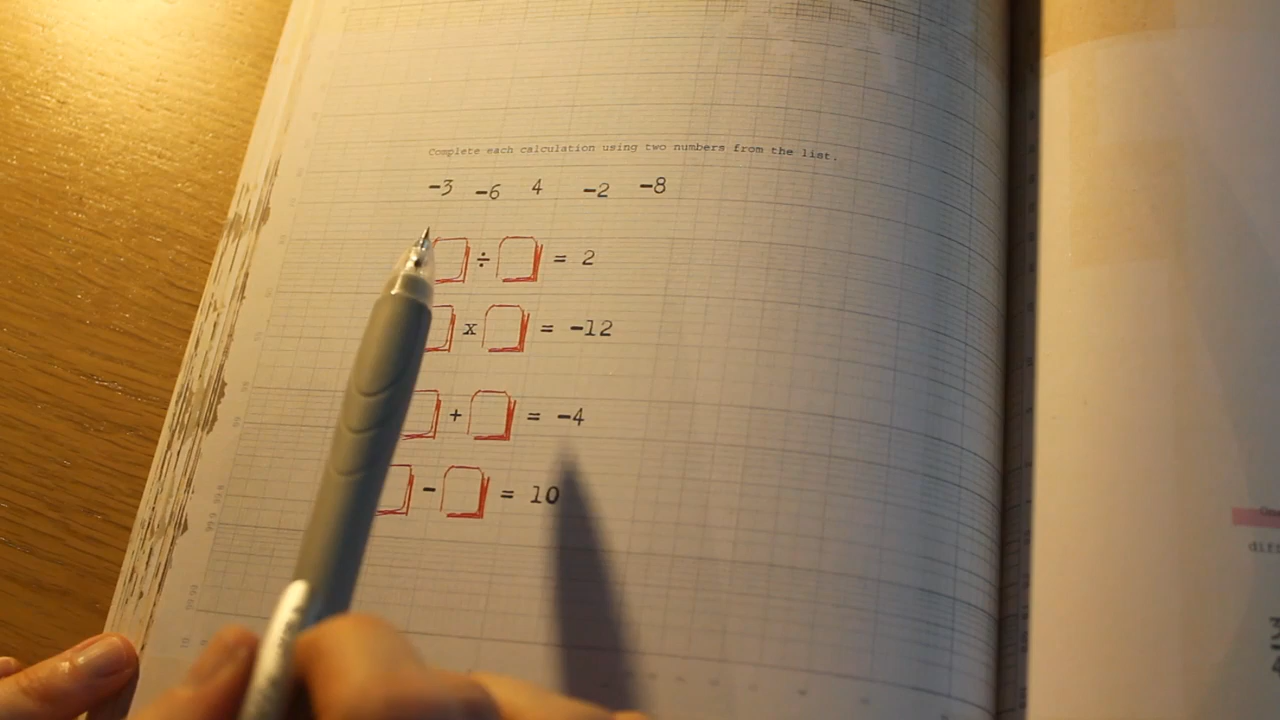 Complete each calculation using two numbers from the list.
-3 -6 4 -2 -8
÷ = 2
x = -12
+ = -4
- = 10